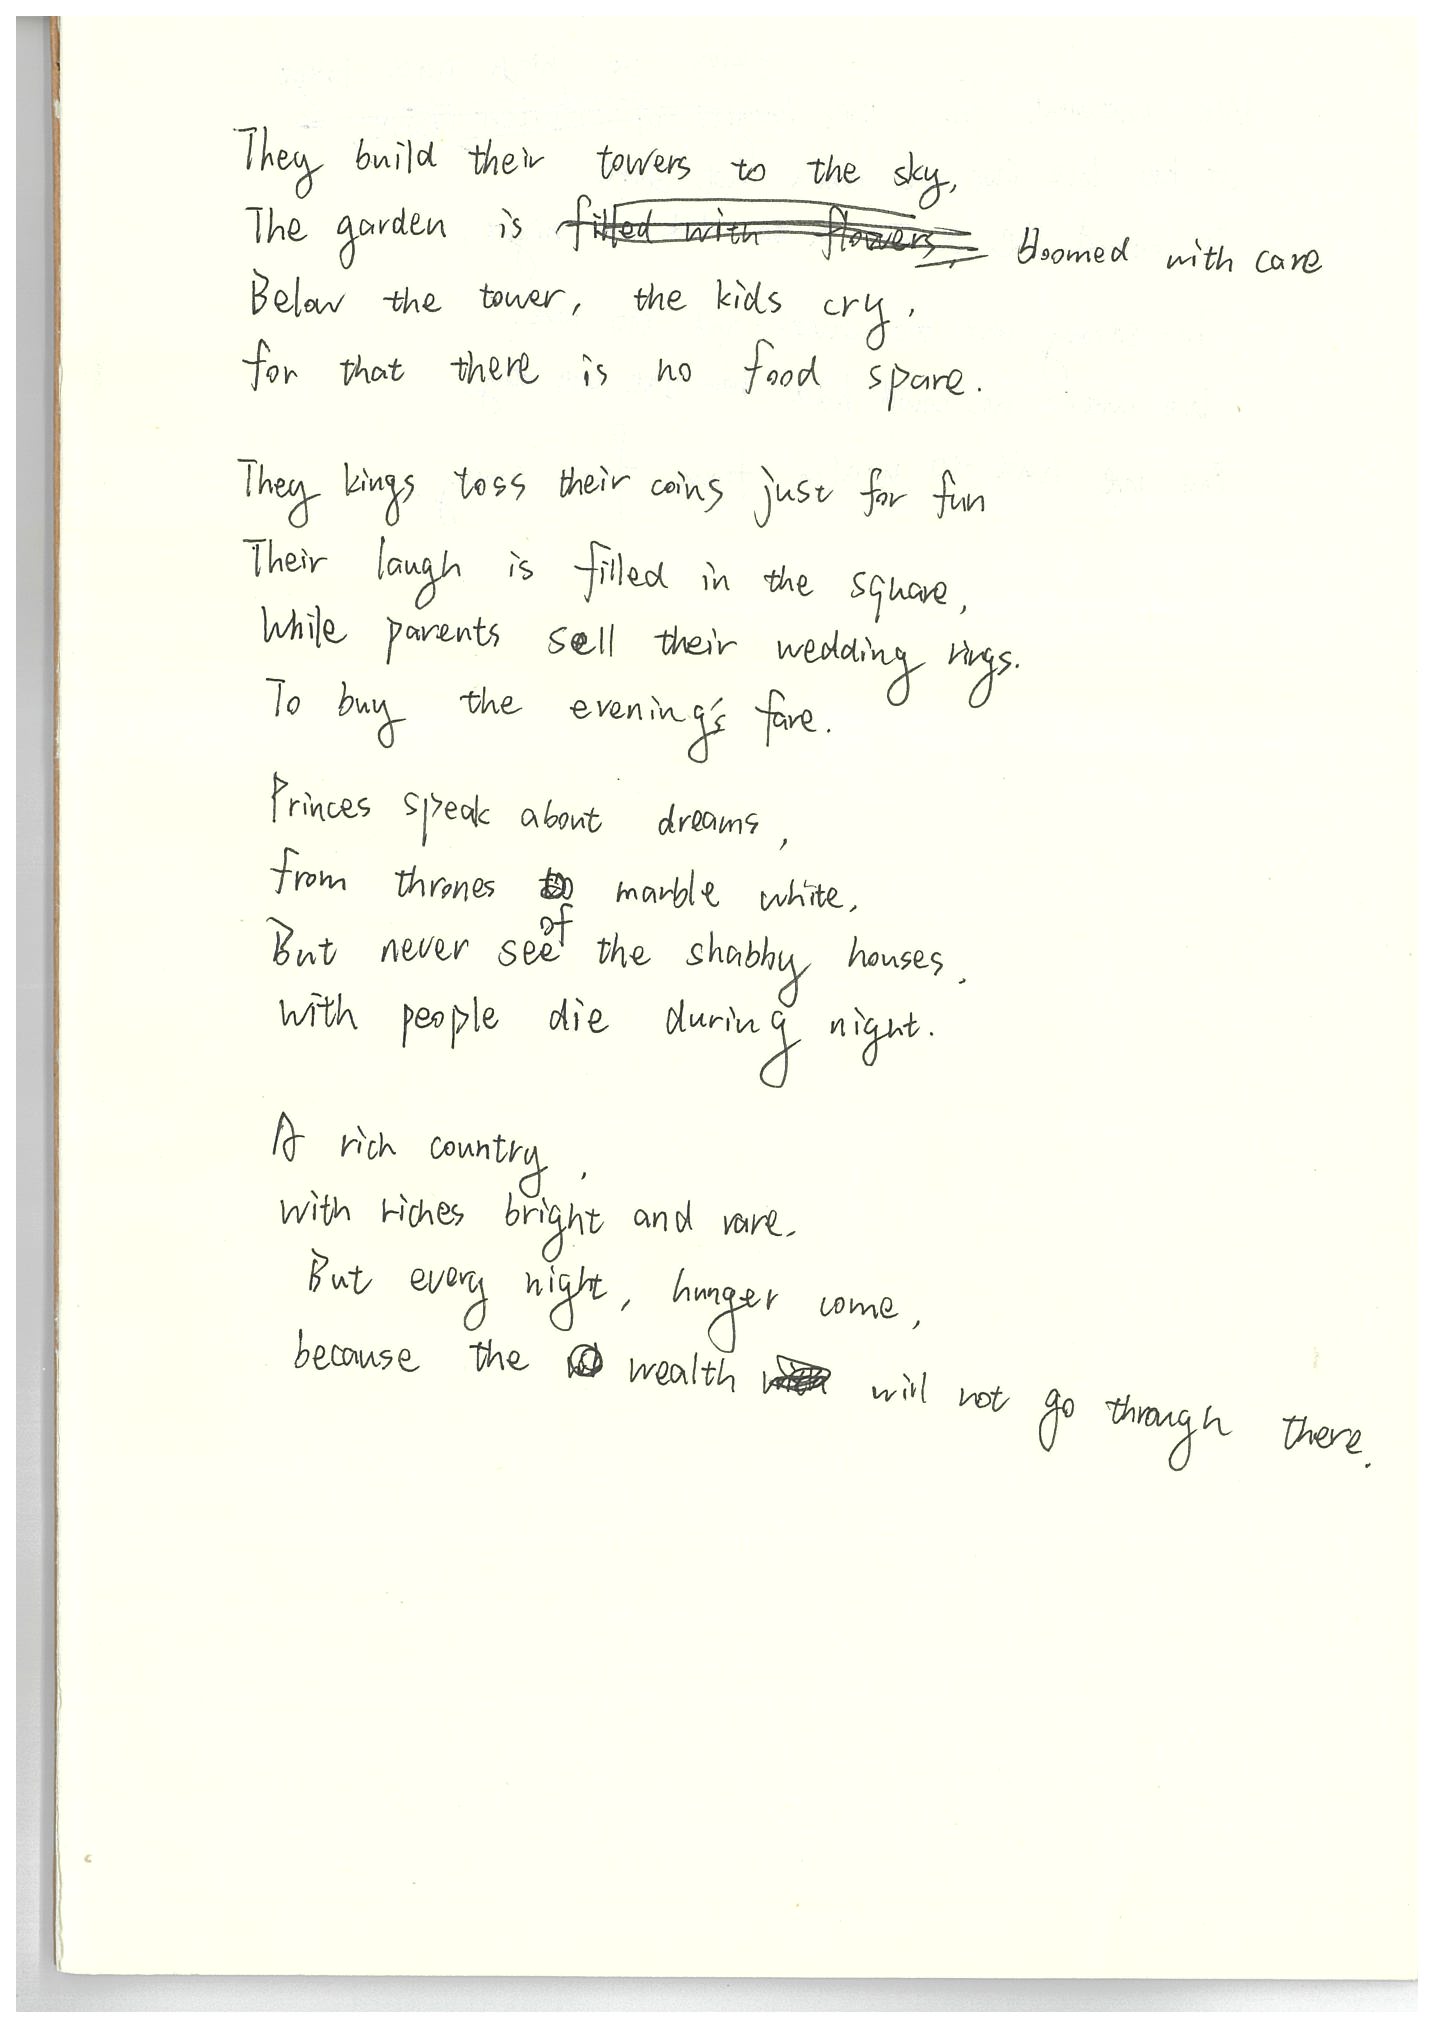 They build their towers to the sky,
The garden is filled with flowers, bloomed with care
Below the tower, the kids cry,
for that there is no food spare.
They kings toss their coins just for fun
Their laugh is filled in the square,
While parents sell their wedding rings.
To buy the evening's fare.
Princes speak about dreams,
from thrones of marble white,
But never see the shabby houses,
with people die during night.
A rich country,
with riches bright and rare.
But every night, hunger come,
because the wealth will not go through there.